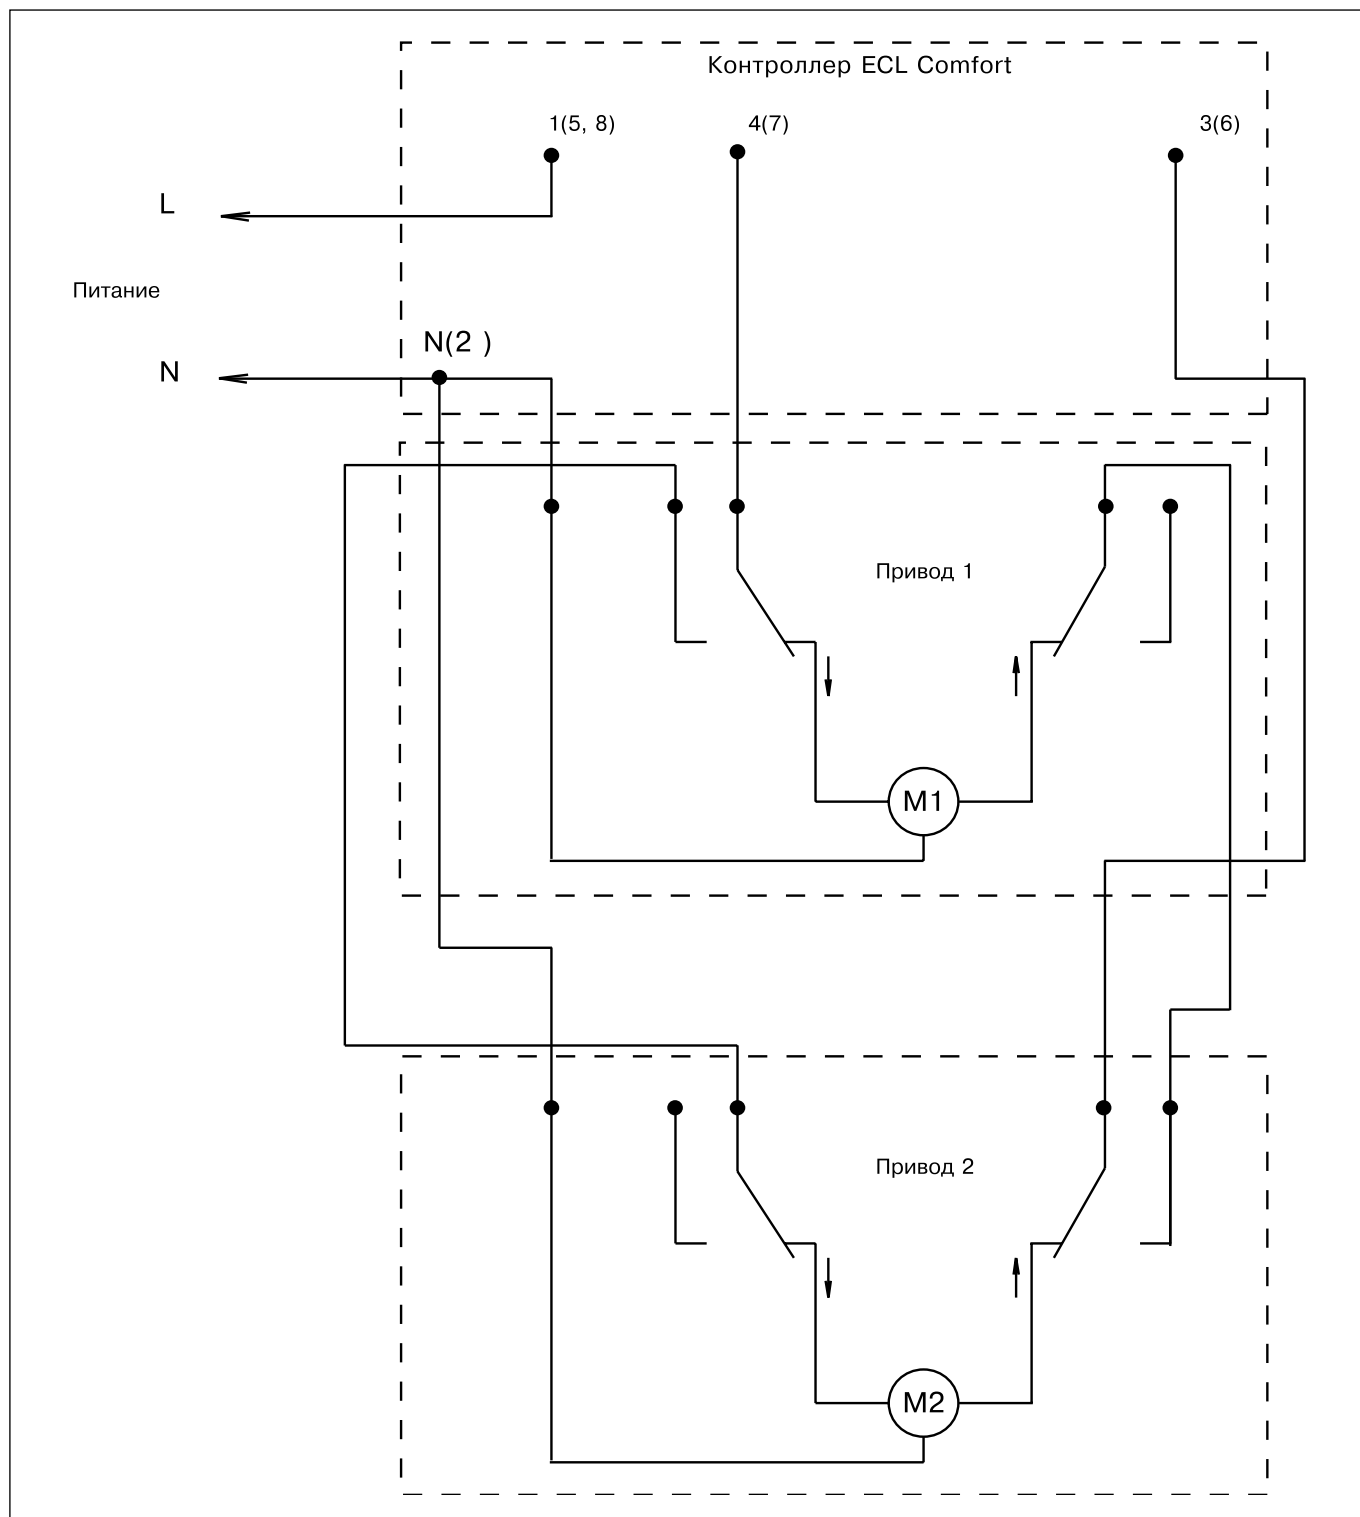 Контроллер ECL Comfort
1(5, 8)
4(7)
3(6)
L
Питание
N(2 )
N
Привод 1
M1
Привод 2
M2